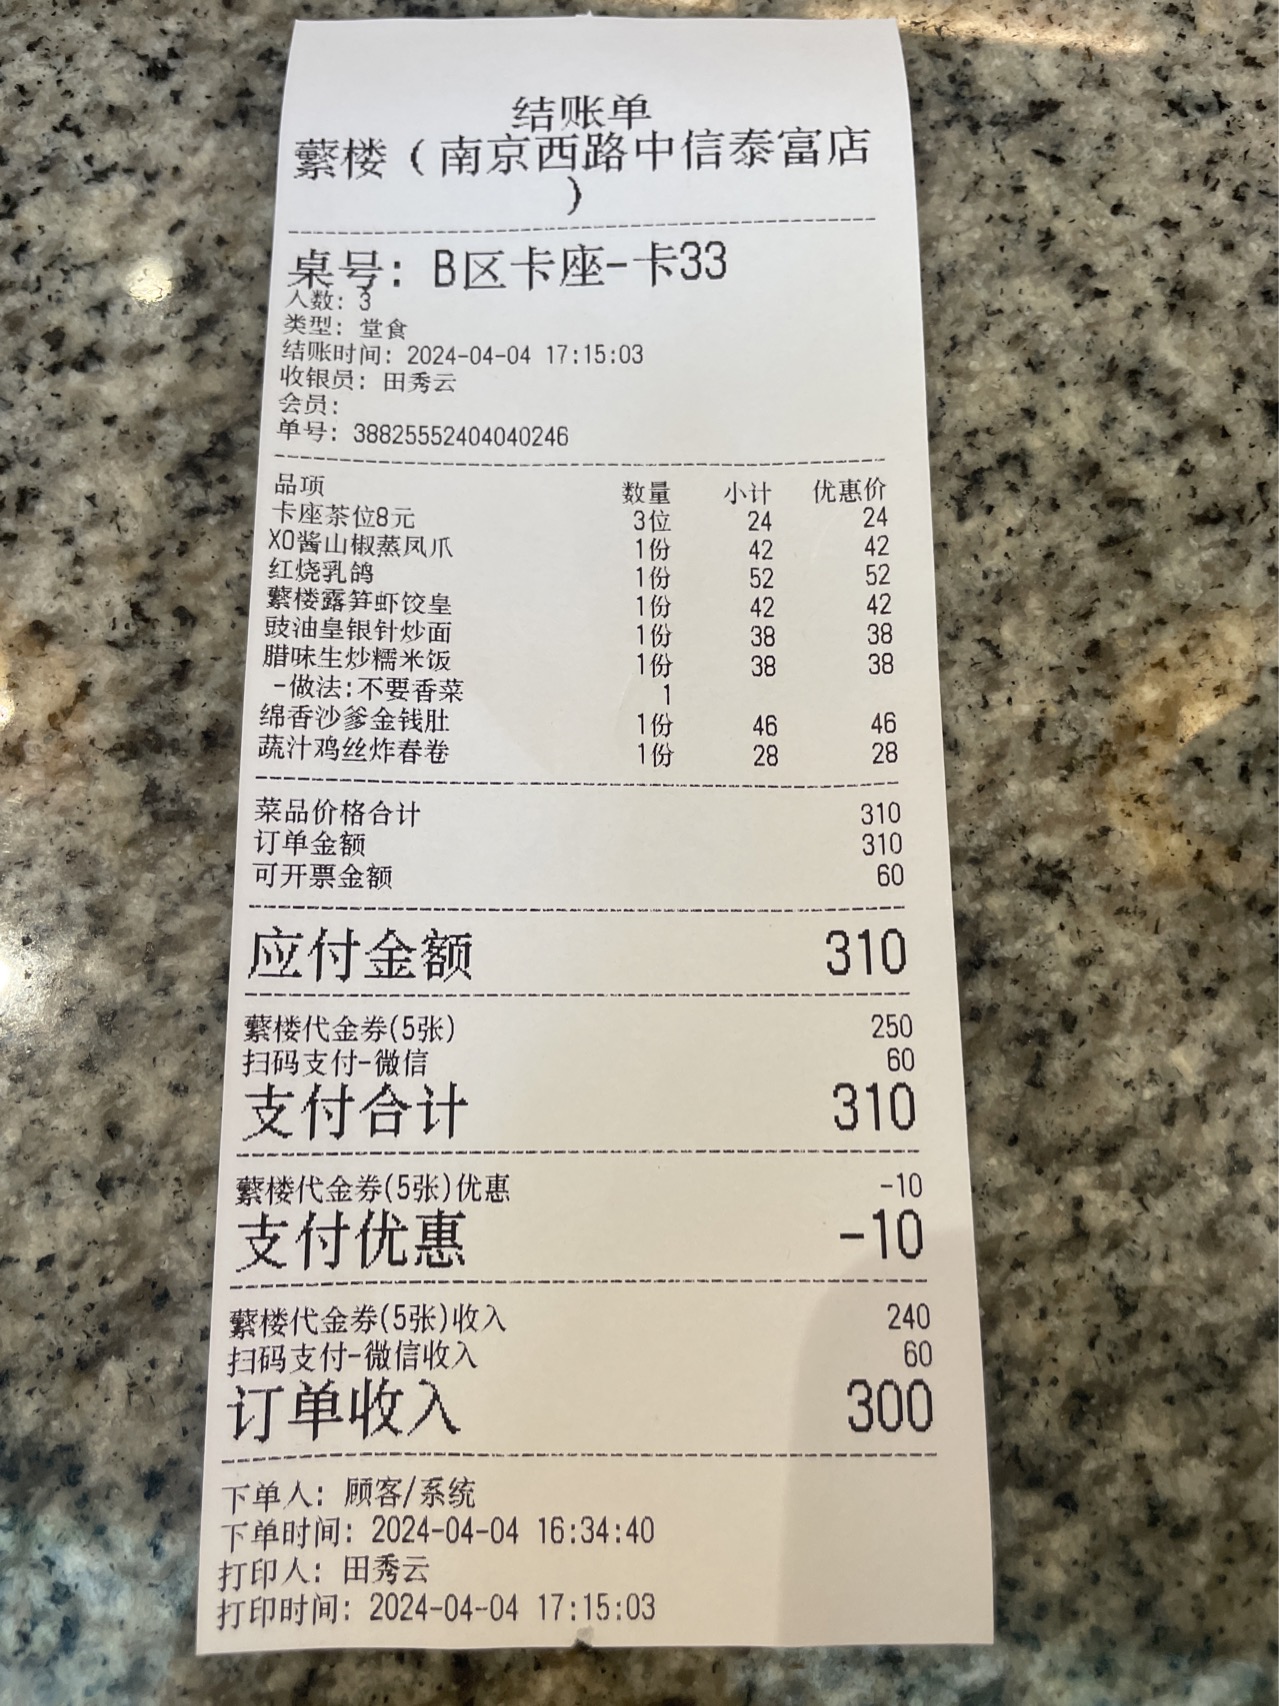 结账单
蘩楼（南京西路中信泰富店
）
桌号: B区卡座-卡33
人数: 3
类型: 堂食
结账时间: 2024-04-04 17:15:03
收银员: 田秀云
会员:
单号: 38825552404040246
品项 数量 小计 优惠价
卡座茶位8元 3位 24 24
XO酱山椒蒸凤爪 1份 42 42
红烧乳鸽 1份 52 52
蘩楼露笋虾饺皇 1份 42 42
豉油皇银针炒面 1份 38 38
腊味生炒糯米饭 1份 38 38
-做法:不要香菜 1
绵香沙爹金钱肚 1份 46 46
蔬汁鸡丝炸春卷 1份 28 28
菜品价格合计 310
订单金额 310
可开票金额 60
应付金额 310
蘩楼代金券(5张) 250
扫码支付-微信 60
支付合计 310
蘩楼代金券(5张)优惠 -10
支付优惠 -10
蘩楼代金券(5张)收入 240
扫码支付-微信收入 60
订单收入 300
下单人: 顾客/系统
下单时间: 2024-04-04 16:34:40
打印人: 田秀云
打印时间: 2024-04-04 17:15:03